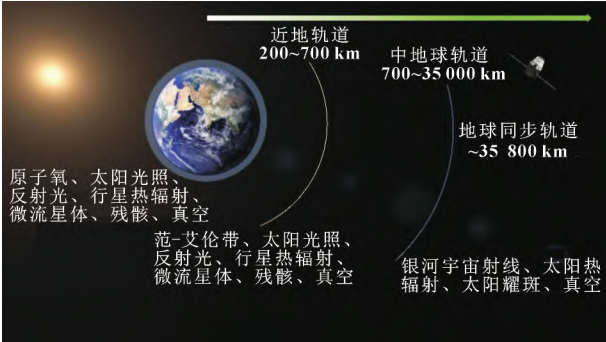 近地轨道
200~700 km
中地球轨道
700~35 000 km
地球同步轨道
~35 800 km
原子氧、太阳光照、
反射光、行星热辐射、
微流星体、残骸、真空
范-艾伦带、太阳光照、
反射光、行星热辐射、
微流星体、残骸、真空
银河宇宙射线、太阳热
辐射、太阳耀斑、真空